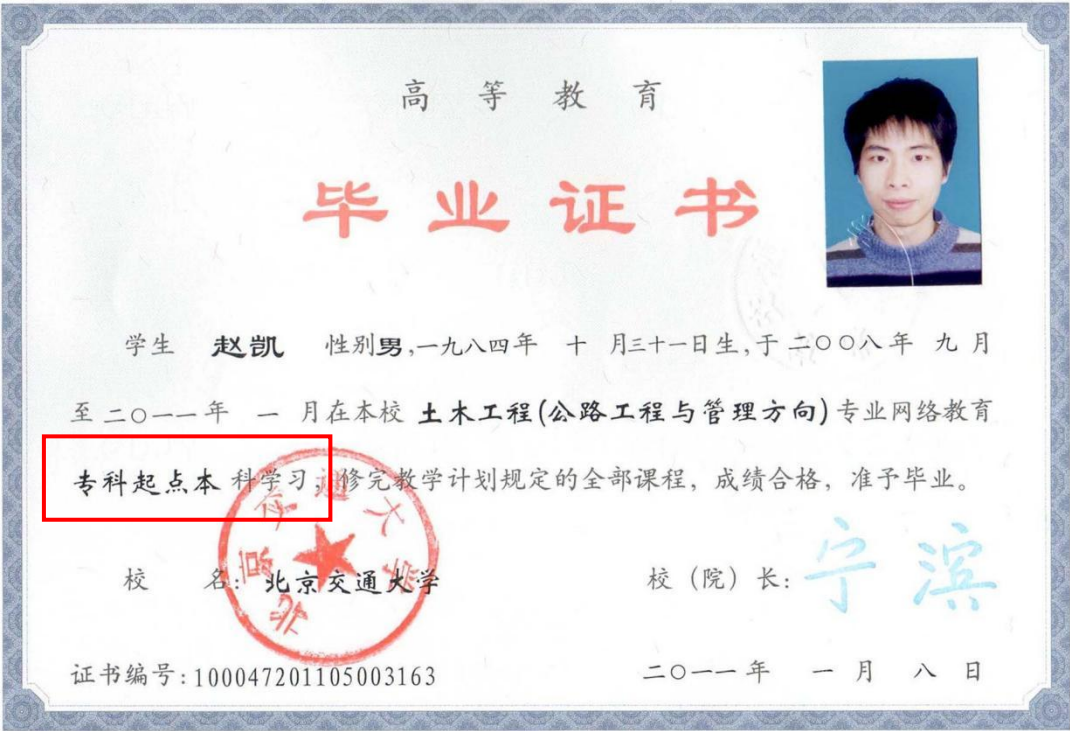 高等教育
毕业证书
学生 赵凯 性别男,一九八四年 十 月三十一日生,于二〇〇八年 九月
至二〇一一年 一 月在本校 土木工程(公路工程与管理方向)专业网络教育
专科起点本 科学习，修完教学计划规定的全部课程，成绩合格，准予毕业。
校 名: 北京交通大学
校（院）长: 宁滨
北京交通大学
证书编号:100047201105003163
二〇一一年 一 月 八 日